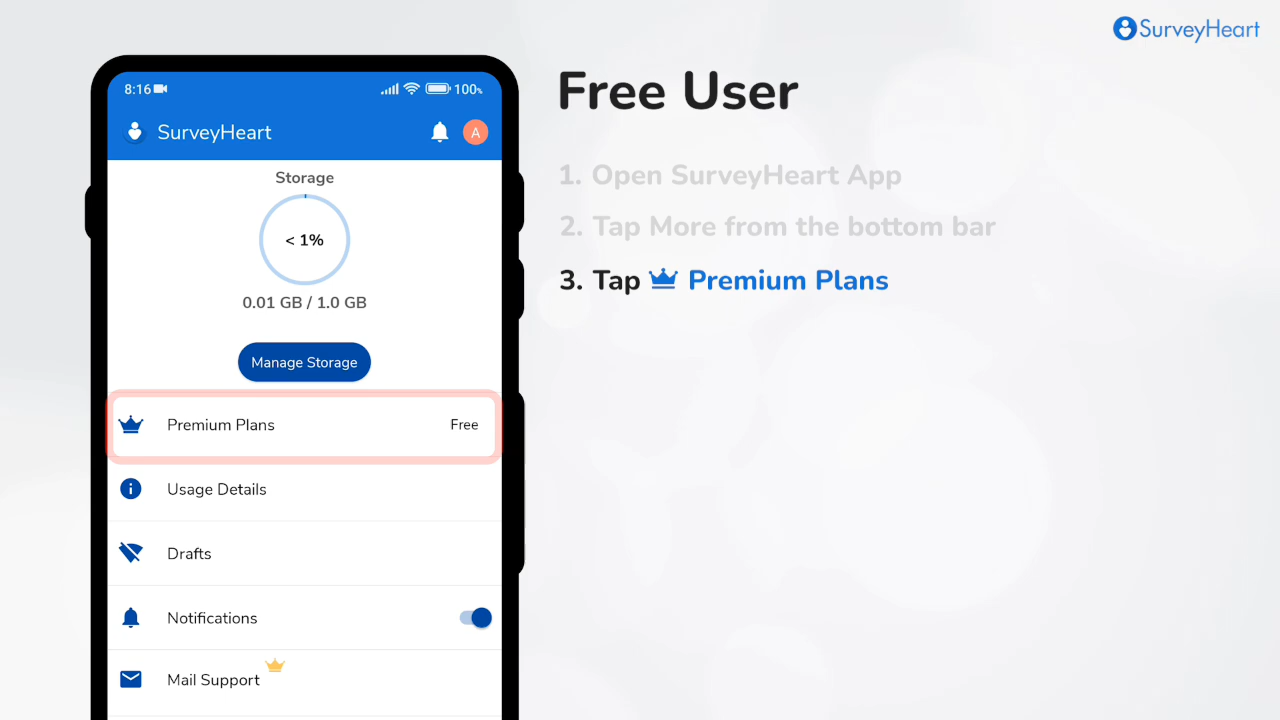 SurveyHeart
8:16 100%
SurveyHeart A
Storage
< 1%
0.01 GB / 1.0 GB
Manage Storage
Premium Plans Free
Usage Details
Drafts
Notifications
Mail Support
Free User
1. Open SurveyHeart App
2. Tap More from the bottom bar
3. Tap Premium Plans